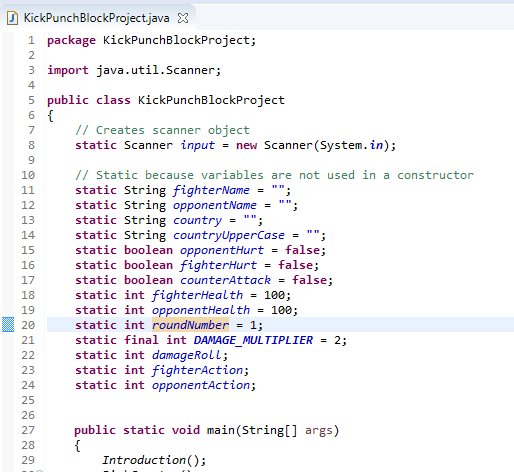 KickPunchBlockProject.java
1 package KickPunchBlockProject;
2
3 import java.util.Scanner;
4
5 public class KickPunchBlockProject
6 {
7 // Creates scanner object
8 static Scanner input = new Scanner(System.in);
9
10 // Static because variables are not used in a constructor
11 static String fighterName = "";
12 static String opponentName = "";
13 static String country = "";
14 static String countryUpperCase = "";
15 static boolean opponentHurt = false;
16 static boolean fighterHurt = false;
17 static boolean counterAttack = false;
18 static int fighterHealth = 100;
19 static int opponentHealth = 100;
20 static int roundNumber = 1;
21 static final int DAMAGE_MULTIPLIER = 2;
22 static int damageRoll;
23 static int fighterAction;
24 static int opponentAction;
25
26
27 public static void main(String[] args)
28 {
29 Introduction();